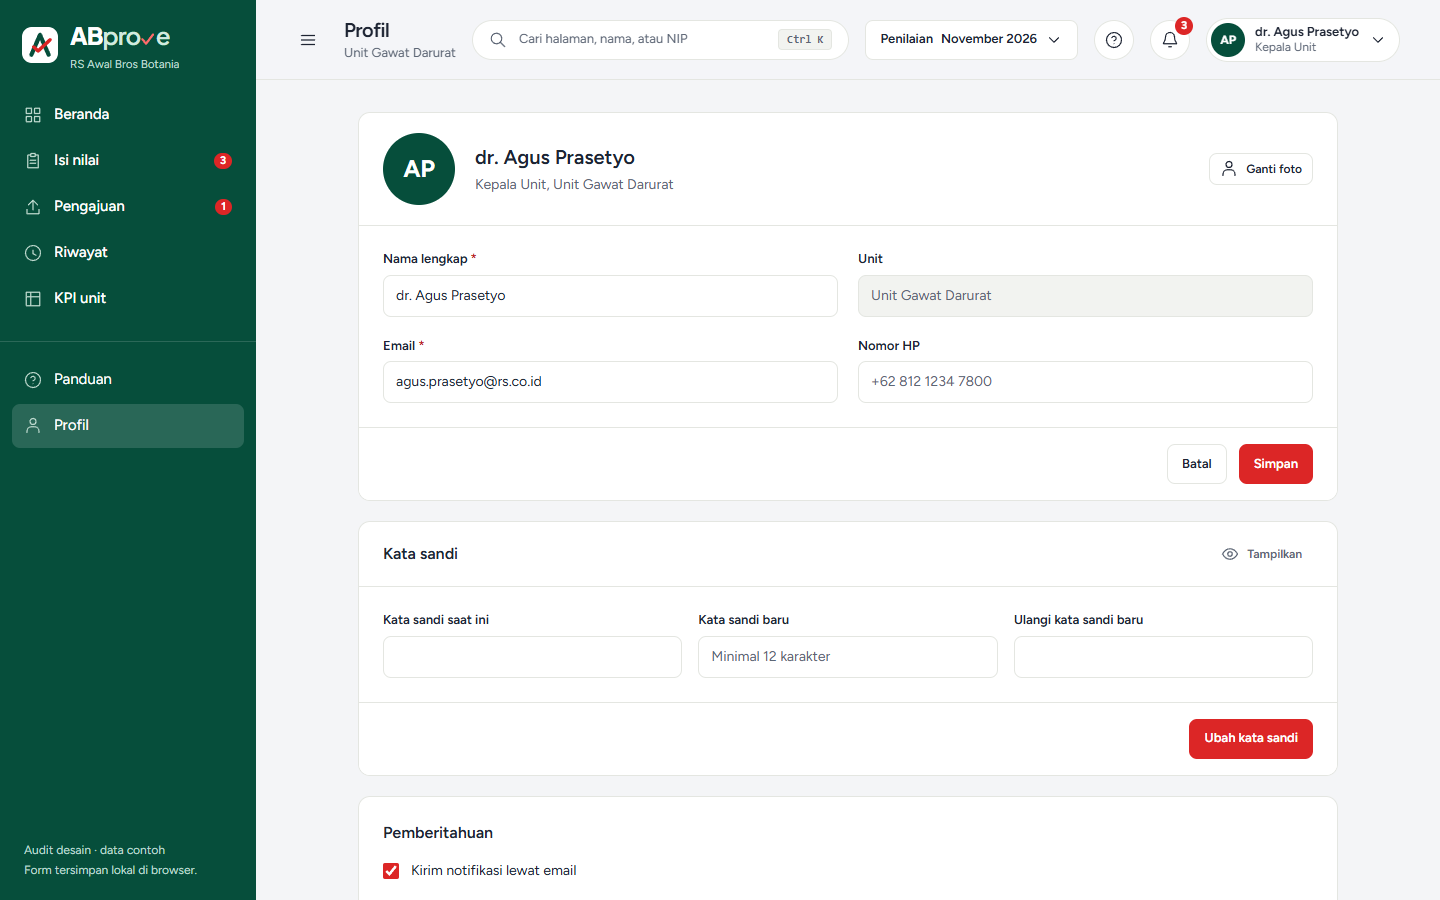 ABprove
RS Awal Bros Botania
Beranda
Isi nilai 3
Pengajuan 1
Riwayat
KPI unit
Panduan
Profil
Audit desain · data contoh
Form tersimpan lokal di browser.
Profil
Unit Gawat Darurat
Cari halaman, nama, atau NIP Ctrl K
Penilaian November 2026
3
AP
dr. Agus Prasetyo
Kepala Unit
AP
dr. Agus Prasetyo
Kepala Unit, Unit Gawat Darurat
Ganti foto
Nama lengkap *
dr. Agus Prasetyo
Unit
Unit Gawat Darurat
Email *
agus.prasetyo@rs.co.id
Nomor HP
+62 812 1234 7800
Batal
Simpan
Kata sandi
Tampilkan
Kata sandi saat ini
Kata sandi baru
Minimal 12 karakter
Ulangi kata sandi baru
Ubah kata sandi
Pemberitahuan
Kirim notifikasi lewat email